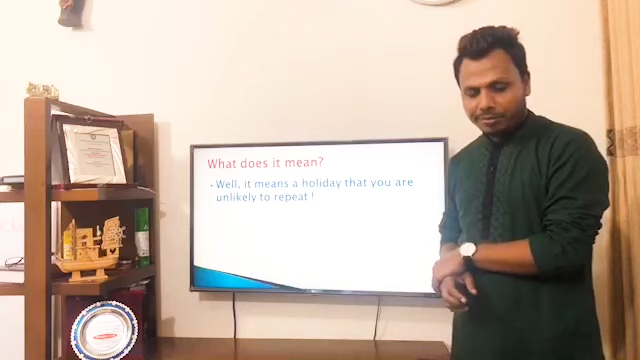 What does it mean?
• Well, it means a holiday that you are
unlikely to repeat !